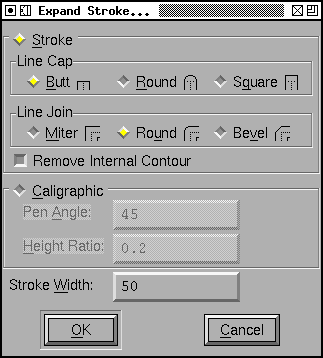 Expand Stroke...
Stroke
Line Cap
Butt Round Square
Line Join
Miter Round Bevel
Remove Internal Contour
Caligraphic
Pen Angle: 45
Height Ratio: 0.2
Stroke Width: 50
OK Cancel